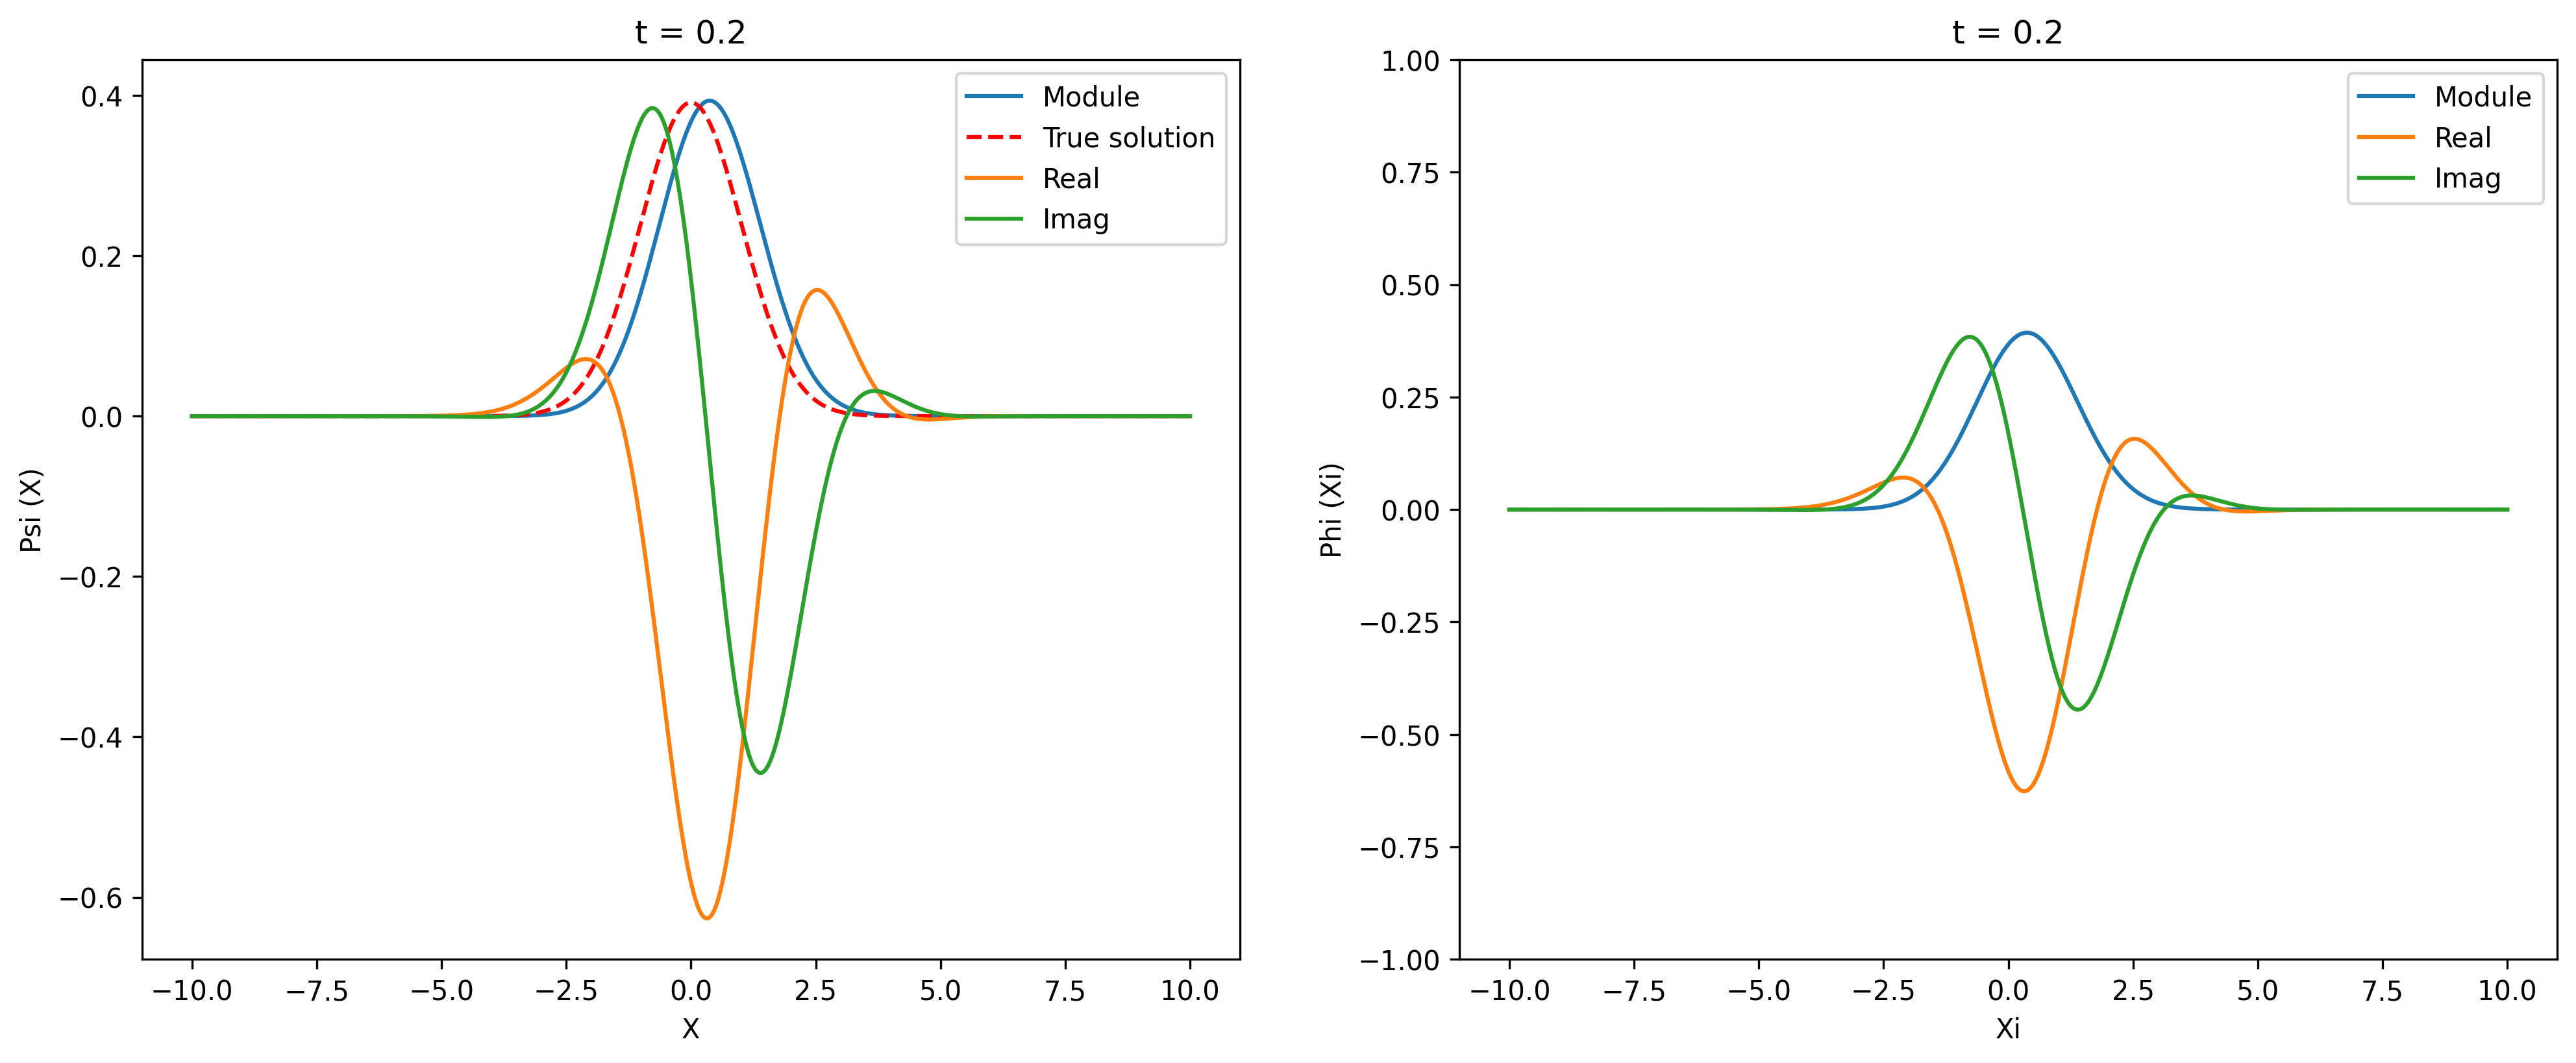 t = 0.2
Module
True solution
Real
Imag
0.4
0.2
0.0
−0.2
−0.4
−0.6
Psi (X)
−10.0 −7.5 −5.0 −2.5 0.0 2.5 5.0 7.5 10.0
X
t = 0.2
Module
Real
Imag
1.00
0.75
0.50
0.25
0.00
−0.25
−0.50
−0.75
−1.00
Phi (Xi)
−10.0 −7.5 −5.0 −2.5 0.0 2.5 5.0 7.5 10.0
Xi